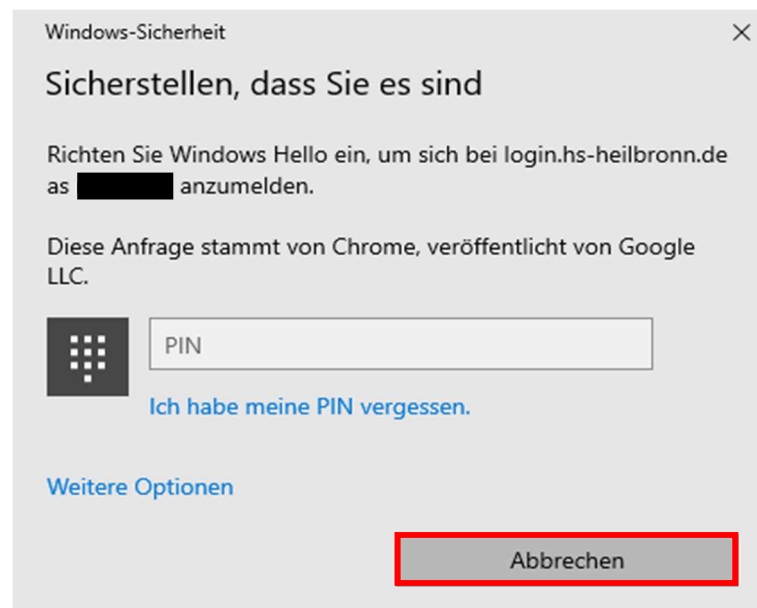 Windows-Sicherheit
Sicherstellen, dass Sie es sind
Richten Sie Windows Hello ein, um sich bei login.hs-heilbronn.de
as anzumelden.
Diese Anfrage stammt von Chrome, veröffentlicht von Google
LLC.
PIN
Ich habe meine PIN vergessen.
Weitere Optionen
Abbrechen